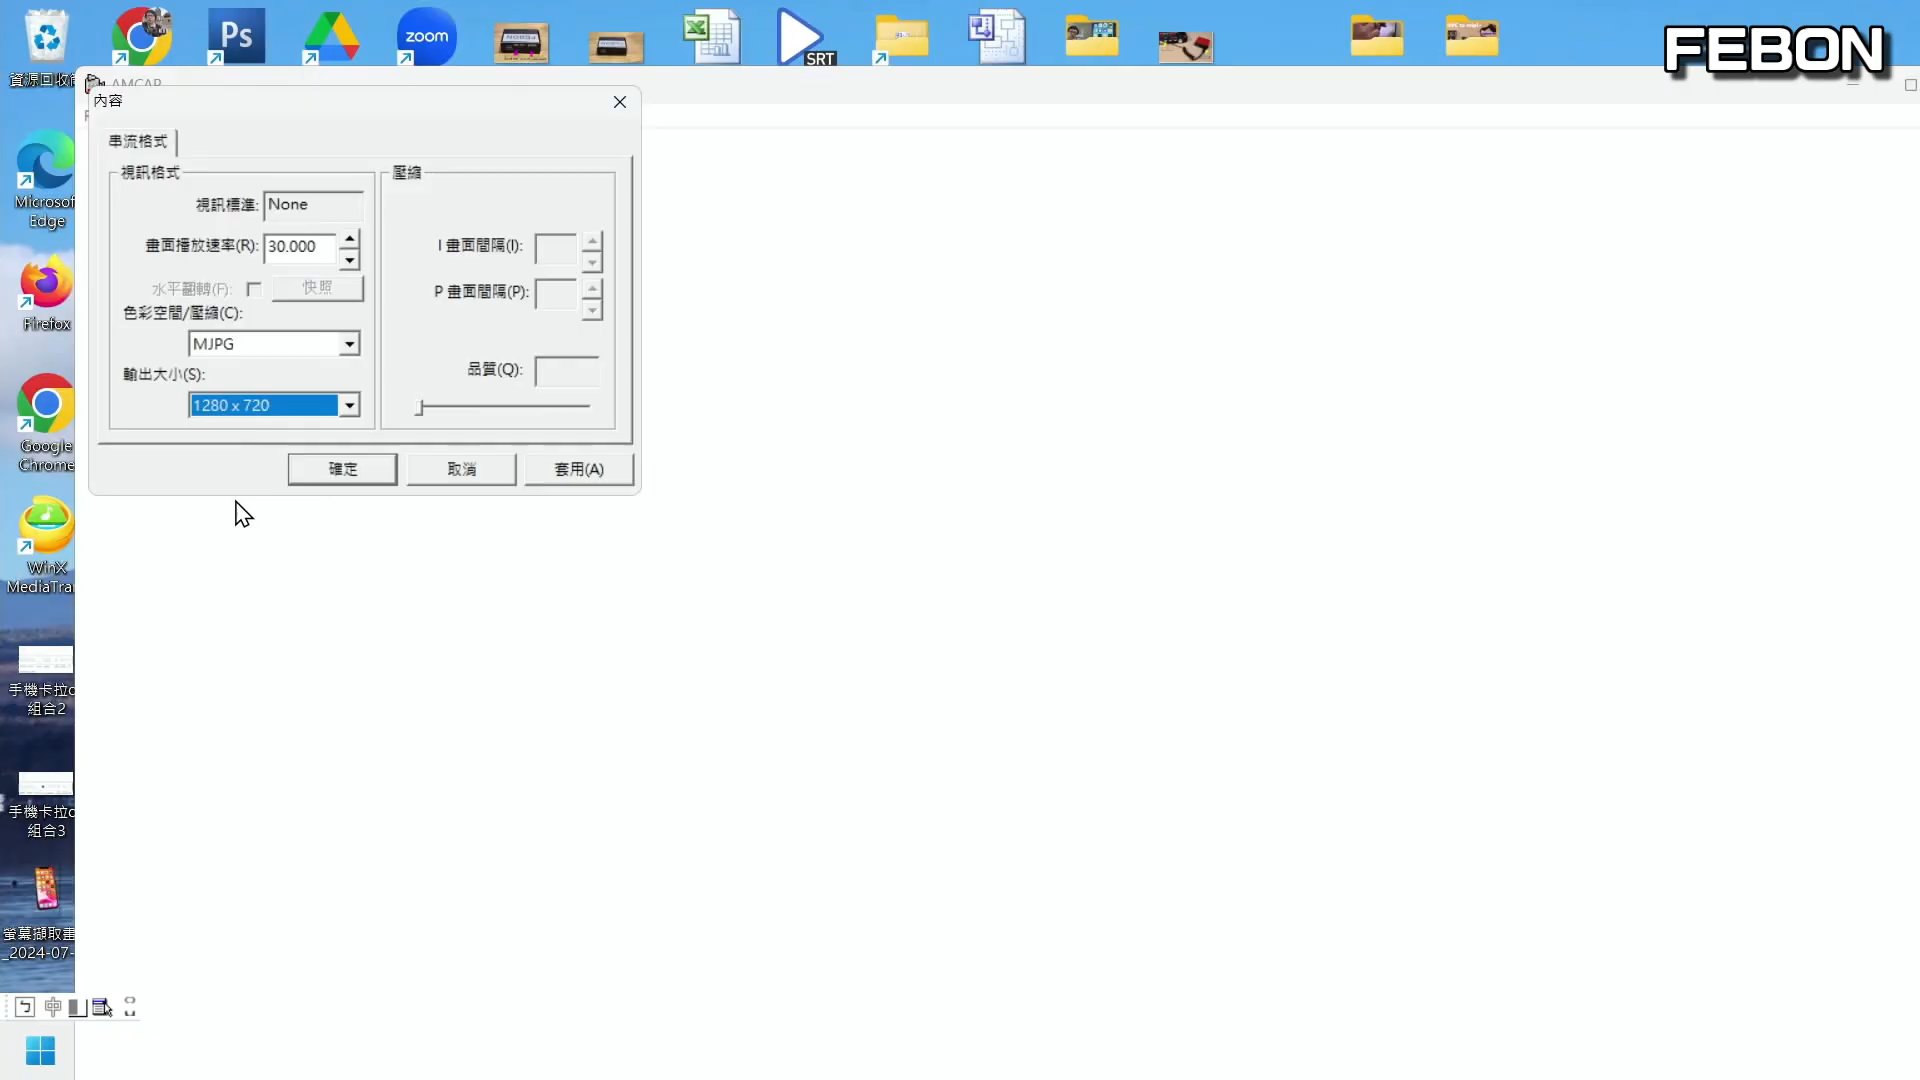 Ps
zoom
SRT
FEBON
資源回收
AMCAP
內容
串流格式
視訊格式
視訊標準:
None
畫面播放速率(R):
30.000
水平翻轉(F):
快照
色彩空間/壓縮(C):
MJPG
輸出大小(S):
1280 x 720
壓縮
I 畫面間隔(I):
P 畫面間隔(P):
品質(Q):
確定
取消
套用(A)
Microsof
Edge
Firefox
Google
Chrome
WinX
MediaTra
手機卡拉o
組合2
手機卡拉o
組合3
螢幕擷取畫
_2024-07-
ㄅ 中